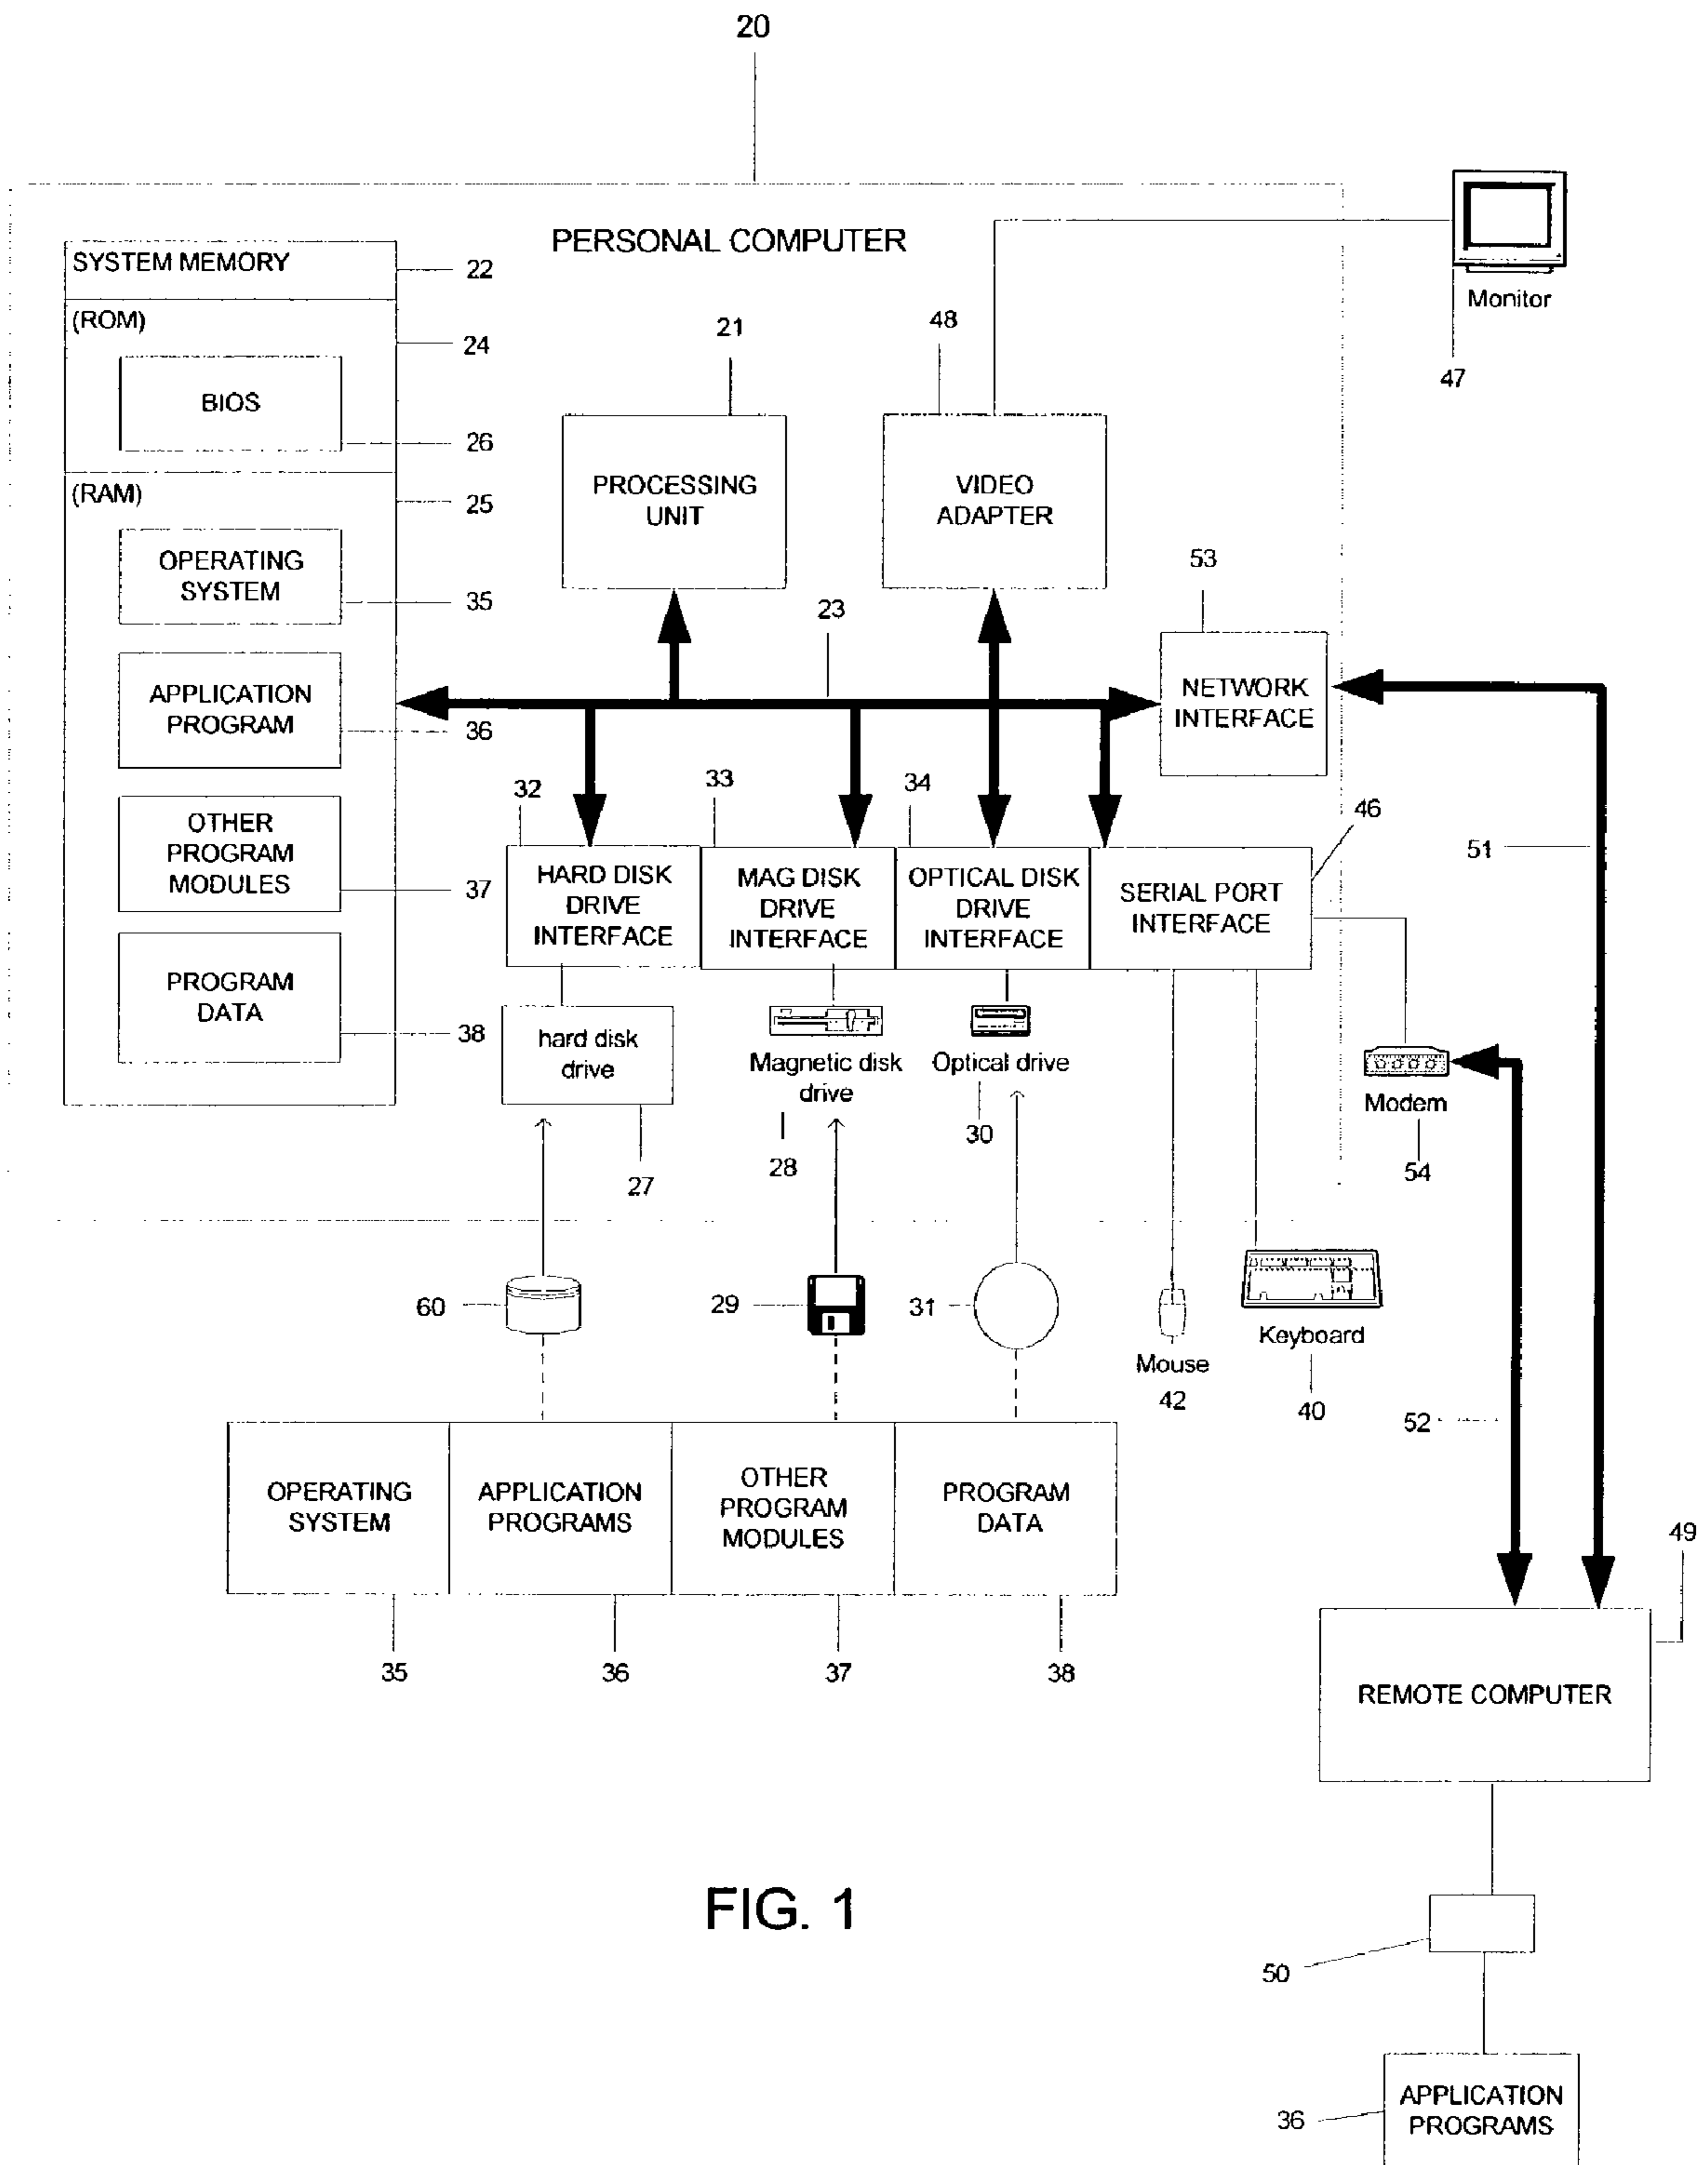 20
PERSONAL COMPUTER
SYSTEM MEMORY
22
(ROM)
24
BIOS
26
(RAM)
25
OPERATING
SYSTEM
35
APPLICATION
PROGRAM
36
OTHER
PROGRAM
MODULES
37
PROGRAM
DATA
38
21
PROCESSING
UNIT
48
VIDEO
ADAPTER
Monitor
47
23
53
NETWORK
INTERFACE
32
HARD DISK
DRIVE
INTERFACE
33
MAG DISK
DRIVE
INTERFACE
34
OPTICAL DISK
DRIVE
INTERFACE
46
SERIAL PORT
INTERFACE
51
hard disk
drive
27
Magnetic disk
drive
28
Optical drive
30
Modem
54
60
29
31
Mouse
42
Keyboard
40
52
OPERATING
SYSTEM
APPLICATION
PROGRAMS
OTHER
PROGRAM
MODULES
PROGRAM
DATA
35
36
37
38
49
REMOTE COMPUTER
50
36
APPLICATION
PROGRAMS
FIG. 1